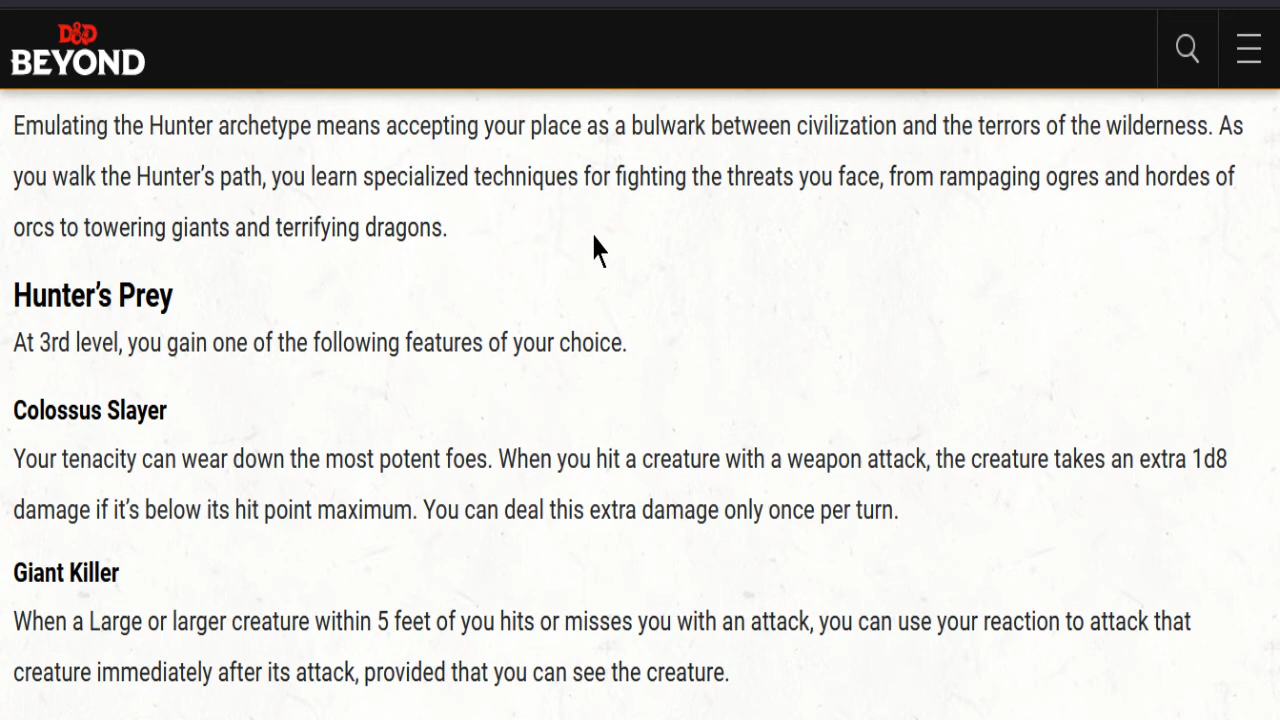 D&D
BEYOND
Emulating the Hunter archetype means accepting your place as a bulwark between civilization and the terrors of the wilderness. As
you walk the Hunter’s path, you learn specialized techniques for fighting the threats you face, from rampaging ogres and hordes of
orcs to towering giants and terrifying dragons.
Hunter’s Prey
At 3rd level, you gain one of the following features of your choice.
Colossus Slayer
Your tenacity can wear down the most potent foes. When you hit a creature with a weapon attack, the creature takes an extra 1d8
damage if it’s below its hit point maximum. You can deal this extra damage only once per turn.
Giant Killer
When a Large or larger creature within 5 feet of you hits or misses you with an attack, you can use your reaction to attack that
creature immediately after its attack, provided that you can see the creature.